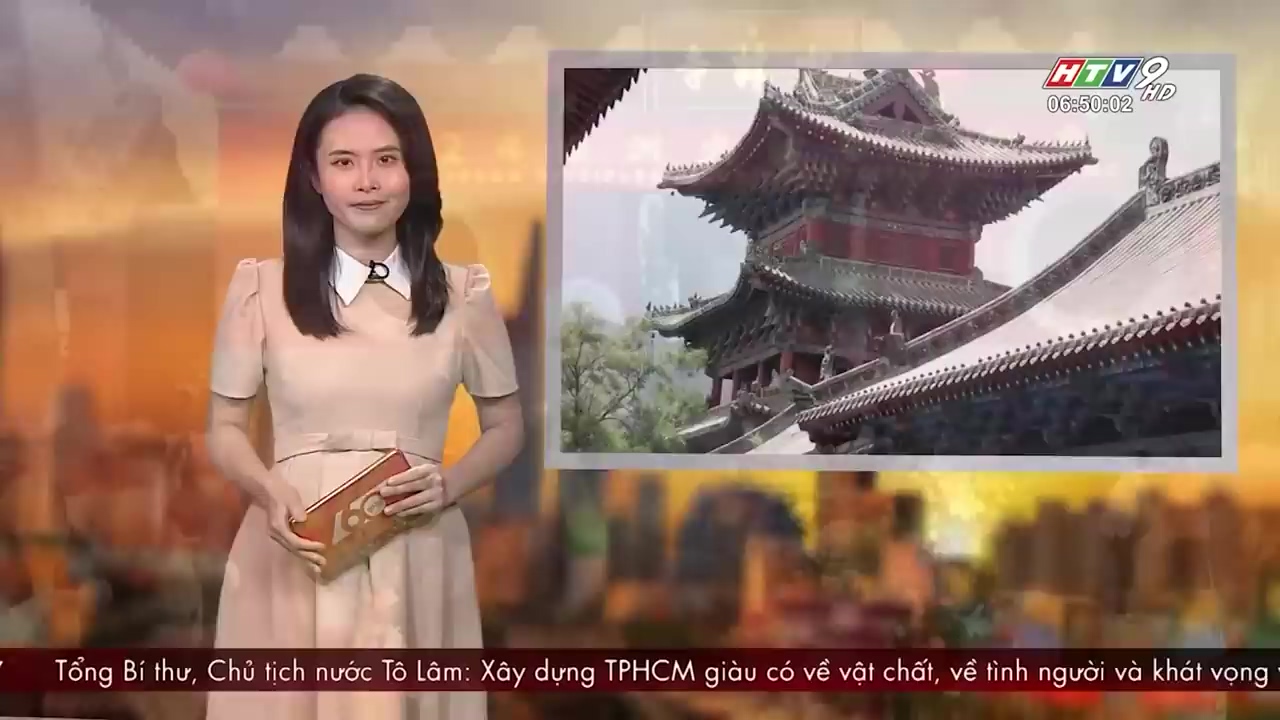 HTV9
HD
06:50:02
60
Tổng Bí thư, Chủ tịch nước Tô Lâm: Xây dựng TPHCM giàu có về vật chất, về tình người và khát vọng